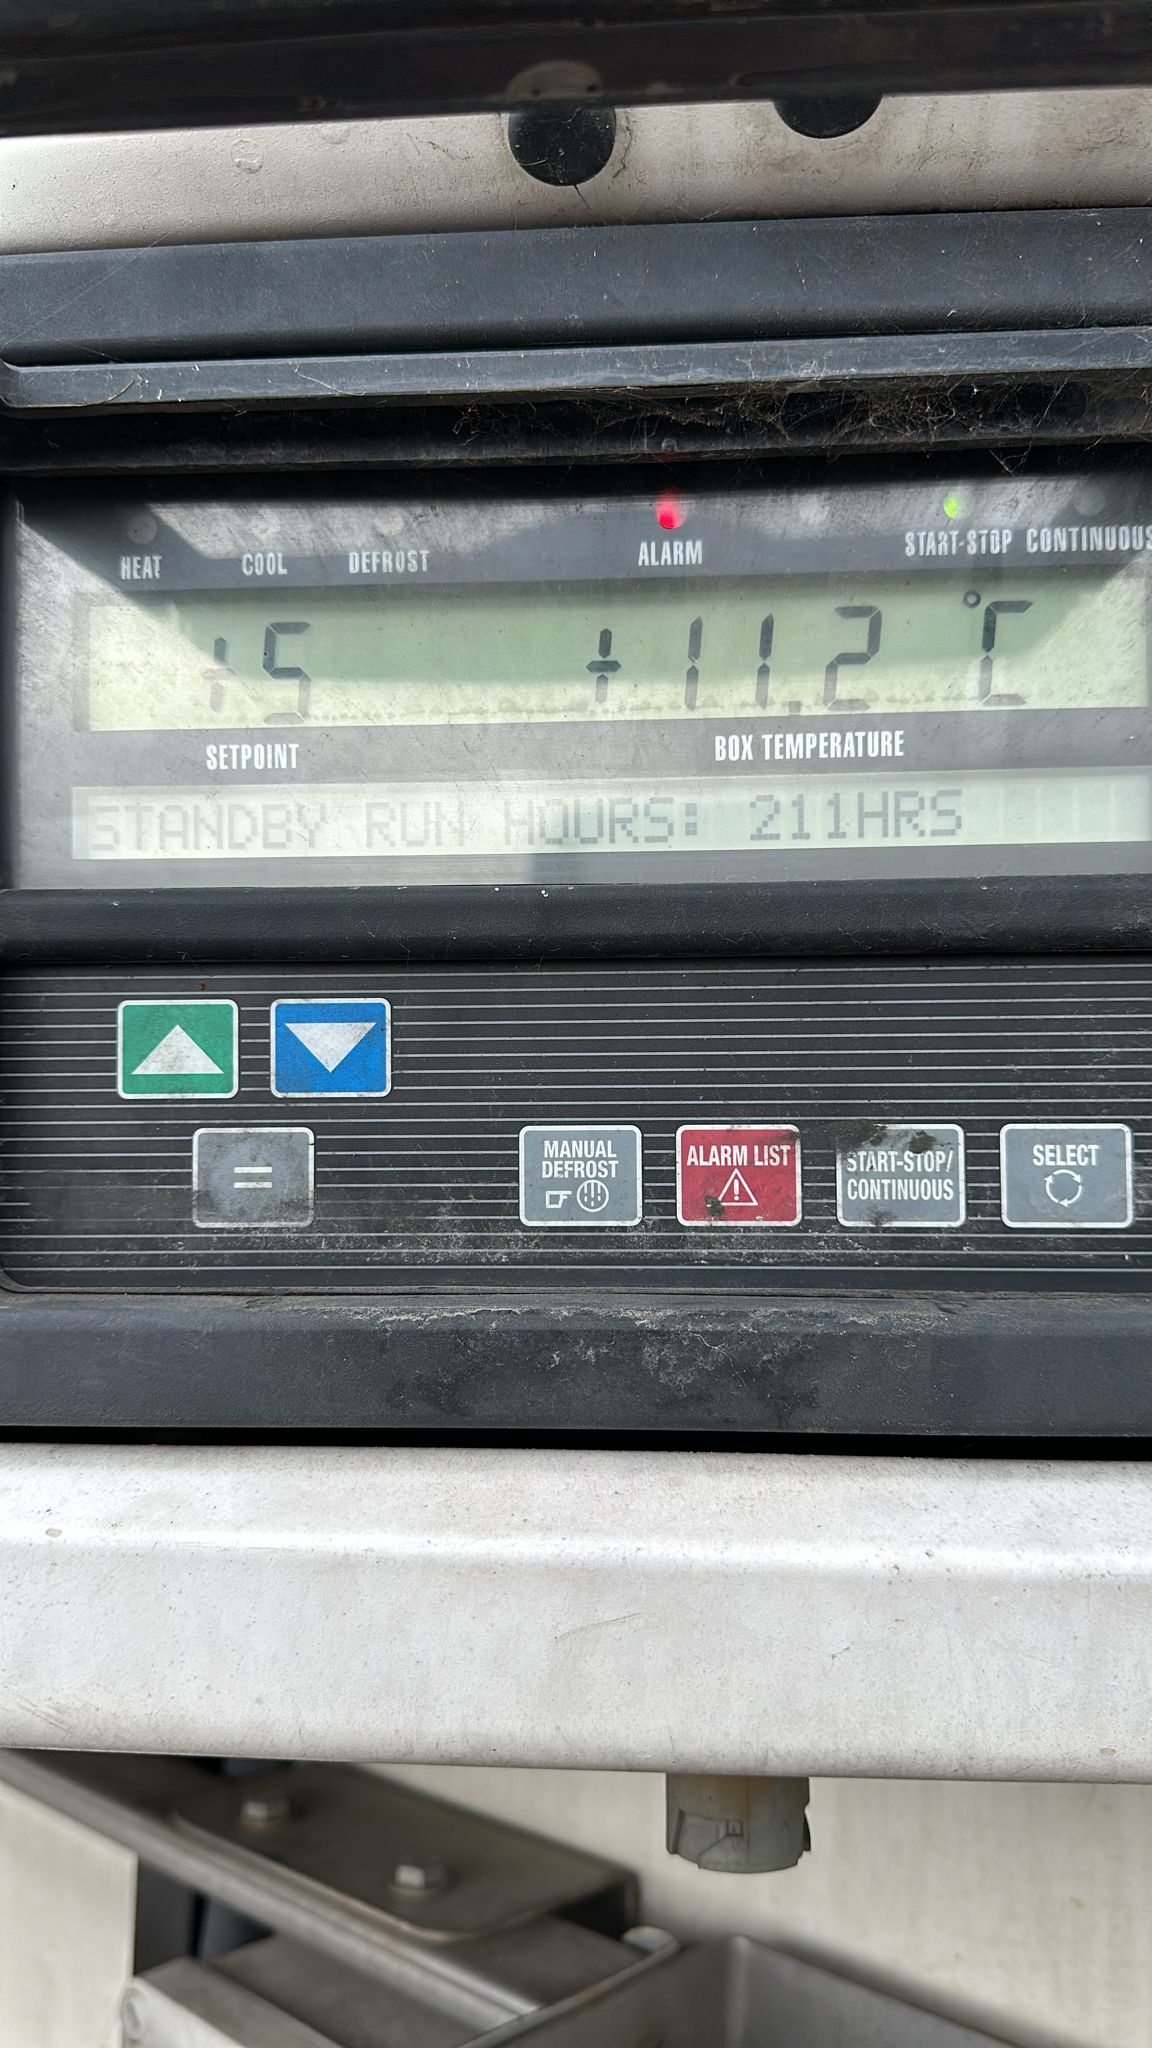 HEAT COOL DEFROST ALARM START-STOP CONTINUOUS
+5 +11.2 °C
SETPOINT BOX TEMPERATURE
STANDBY RUN HOURS: 211HRS
=
MANUAL DEFROST
ALARM LIST
START-STOP/
CONTINUOUS
SELECT